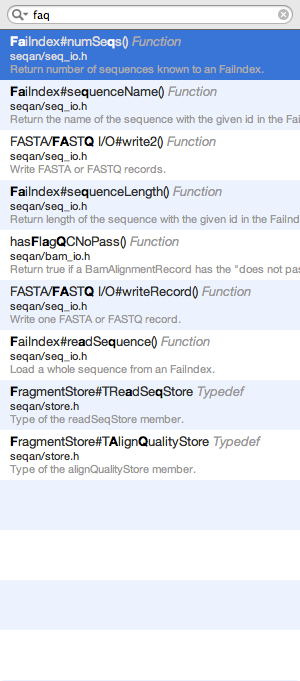 faq
FaiIndex#numSeqs() Function
seqan/seq_io.h
Return number of sequences known to an FaiIndex.
FaiIndex#sequenceName() Function
seqan/seq_io.h
Return the name of the sequence with the given id in the FaiInd
FASTA/FASTQ I/O#write2() Function
seqan/seq_io.h
Write FASTA or FASTQ records.
FaiIndex#sequenceLength() Function
seqan/seq_io.h
Return length of the sequence with the given id in the FaiInd
hasFlagQCNoPass() Function
seqan/bam_io.h
Return true if a BamAlignmentRecord has the "does not pas
FASTA/FASTQ I/O#writeRecord() Function
seqan/seq_io.h
Write one FASTA or FASTQ record.
FaiIndex#readSequence() Function
seqan/seq_io.h
Load a whole sequence from an FaiIndex.
FragmentStore#TReadSeqStore Typedef
seqan/store.h
Type of the readSeqStore member.
FragmentStore#TAlignQualityStore Typedef
seqan/store.h
Type of the alignQualityStore member.